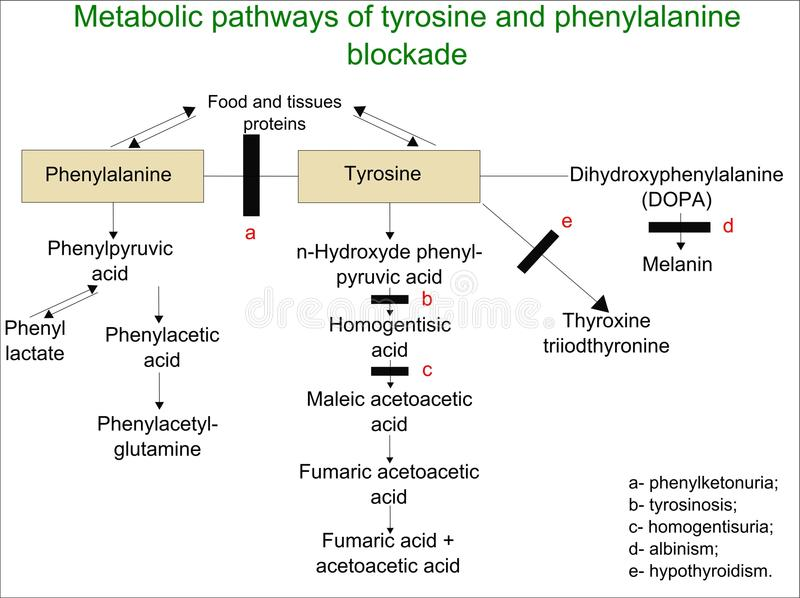 Metabolic pathways of tyrosine and phenylalanine
blockade
Food and tissues
proteins
Phenylalanine
Tyrosine
Dihydroxyphenylalanine
(DOPA)
a
e
d
Phenylpyruvic
acid
n-Hydroxyde phenyl-
pyruvic acid
Melanin
b
Phenyl
lactate
Phenylacetic
acid
Homogentisic
acid
Thyroxine
triiodthyronine
c
Maleic acetoacetic
acid
Phenylacetyl-
glutamine
Fumaric acetoacetic
acid
Fumaric acid +
acetoacetic acid
a- phenylketonuria;
b- tyrosinosis;
c- homogentisuria;
d- albinism;
e- hypothyroidism.
dreamstime.com